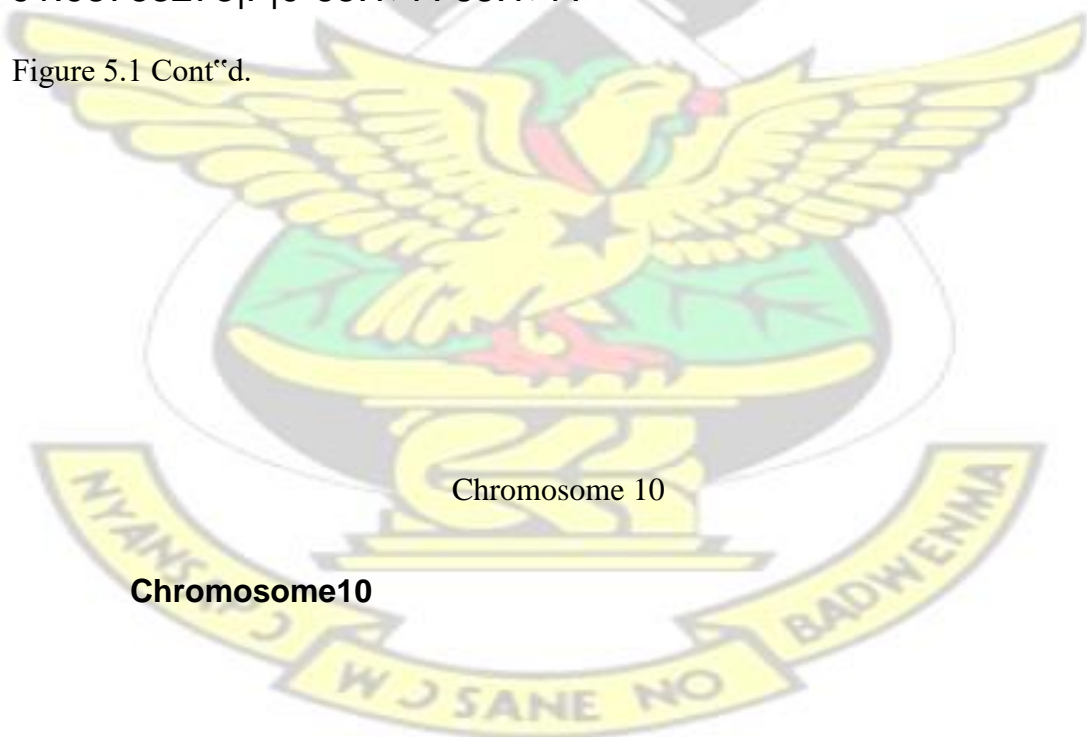 Figure 5.1 Cont‟d.
Chromosome 10
Chromosome10
BADWENMA
W Ɔ SANE NO